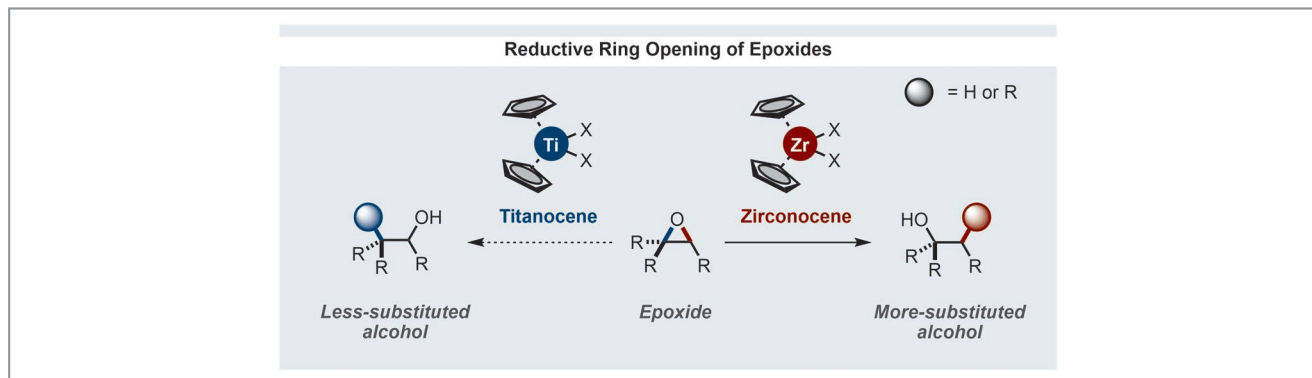 Reductive Ring Opening of Epoxides
= H or R
X
Ti
X
X
Zr
X
OH
Titanocene
O
Zirconocene
HO
R
R
R
R
R
R
R
R
R
Less-substituted
alcohol
Epoxide
More-substituted
alcohol